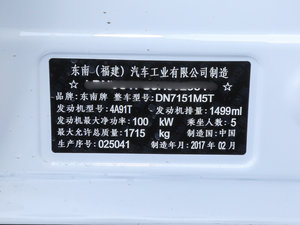 东南（福建）汽车工业有限公司制造
品牌：东南牌 整车型号：DN7151M5T
发动机型号：4A91T 发动机排量：1499ml
发动机最大净功率：100 kW 乘坐人数：5
最大允许总质量：1715 kg 制造国：中国
生产序号：025041 制造年月：2017 年 02 月